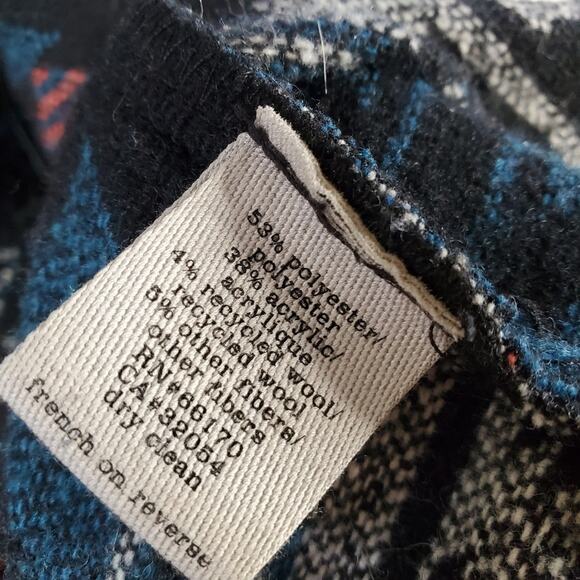 53% polyester/
polyester
38% acrylic/
acrylique
4% recycled wool/
recycled wool
5% other fibers/
other fibers
RN#66170
CA#32054
dry clean
french on reverse